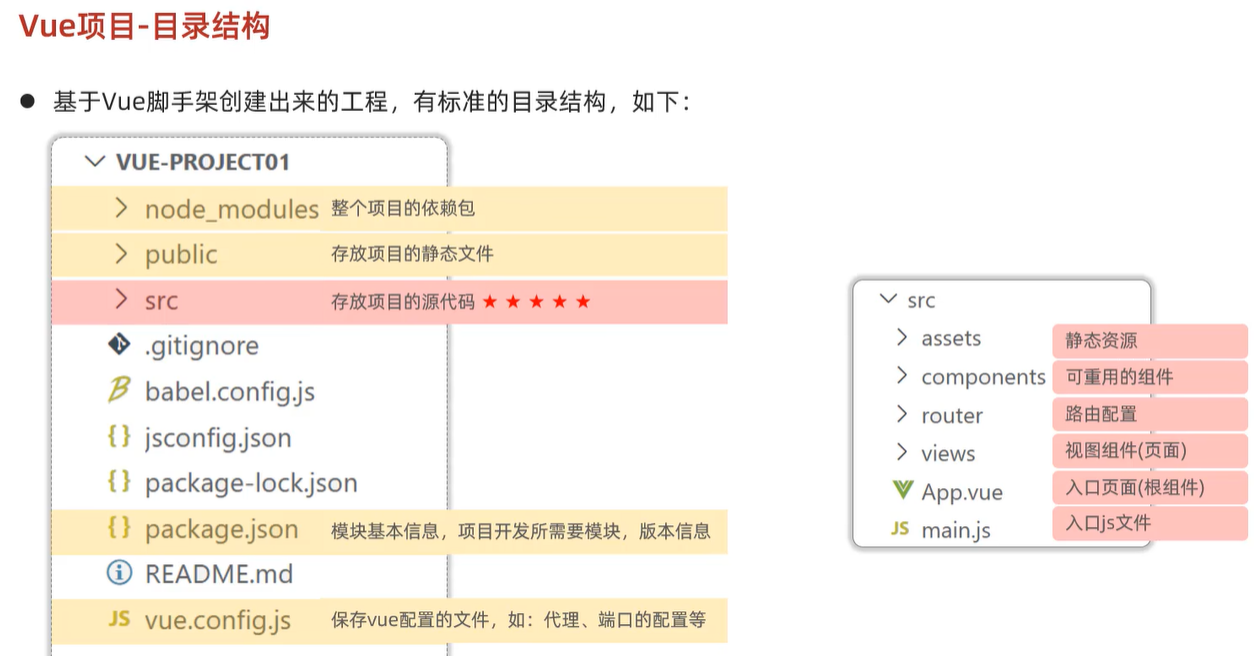 Vue项目-目录结构
● 基于Vue脚手架创建出来的工程，有标准的目录结构，如下：
VUE-PROJECT01
node_modules 整个项目的依赖包
public 存放项目的静态文件
src 存放项目的源代码 ★ ★ ★ ★ ★
.gitignore
babel.config.js
jsconfig.json
package-lock.json
package.json 模块基本信息，项目开发所需要模块，版本信息
README.md
vue.config.js 保存vue配置的文件，如：代理、端口的配置等
src
assets 静态资源
components 可重用的组件
router 路由配置
views 视图组件(页面)
App.vue 入口页面(根组件)
JS main.js 入口js文件